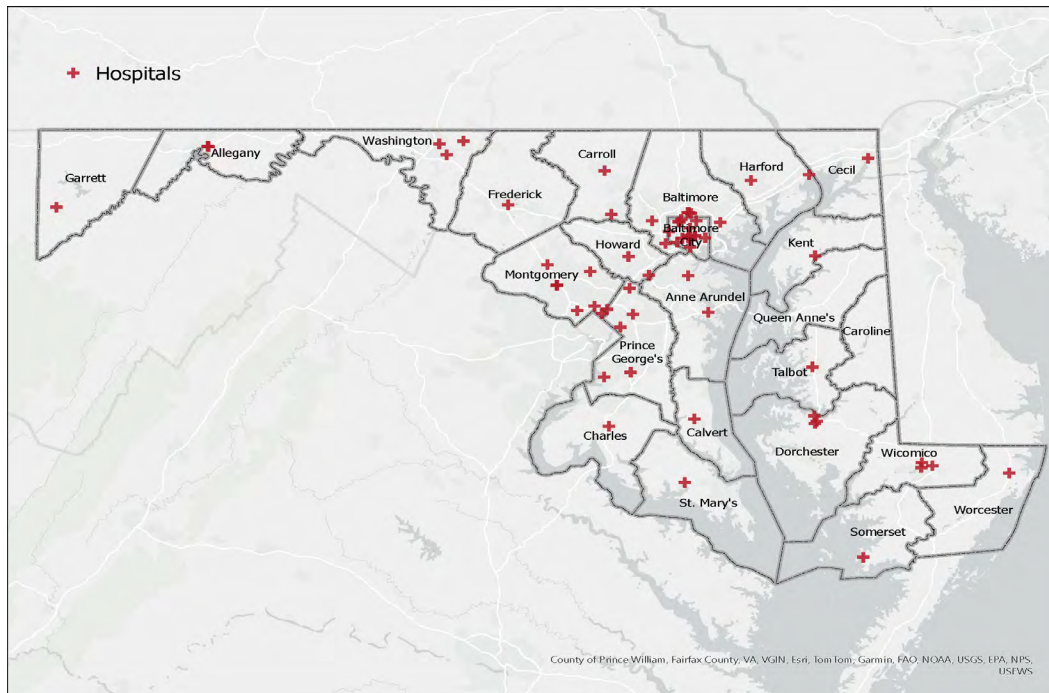 Hospitals
Washington
Allegany
Garrett
Carroll
Harford
Cecil
Frederick
Baltimore
Baltimore
City
Howard
Kent
Montgomery
Anne Arundel
Queen Anne's
Caroline
Prince
George's
Talbot
Charles
Calvert
Dorchester
Wicomico
St. Mary's
Worcester
Somerset
County of Prince William, Fairfax County, VA, VGIN, Esri, TomTom, Garmin, FAO, NOAA, USGS, EPA, NPS,
USFWS